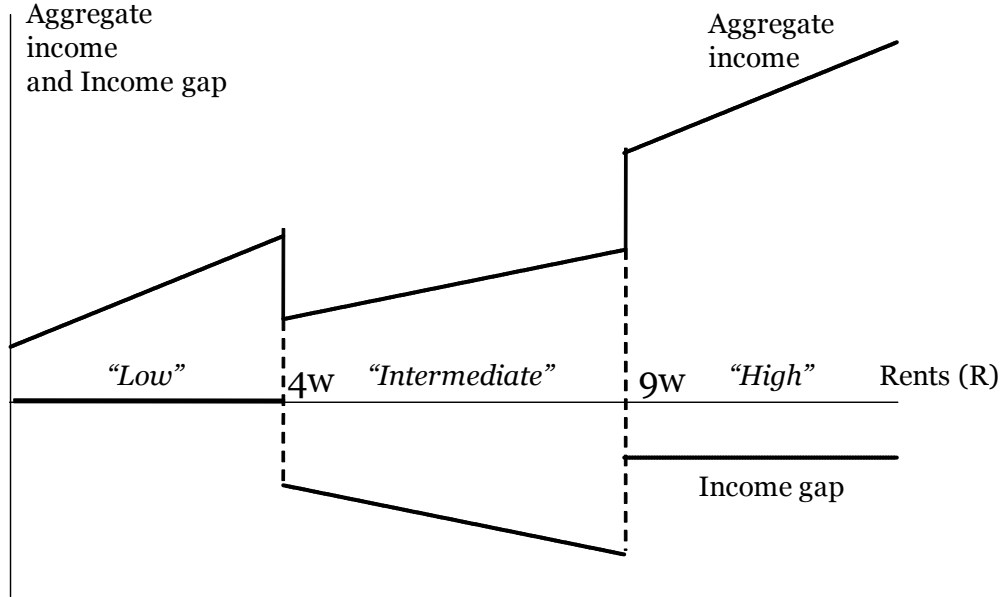 Aggregate
income
and Income gap
Aggregate
income
“Low”
4w
“Intermediate”
9w
“High”
Rents (R)
Income gap